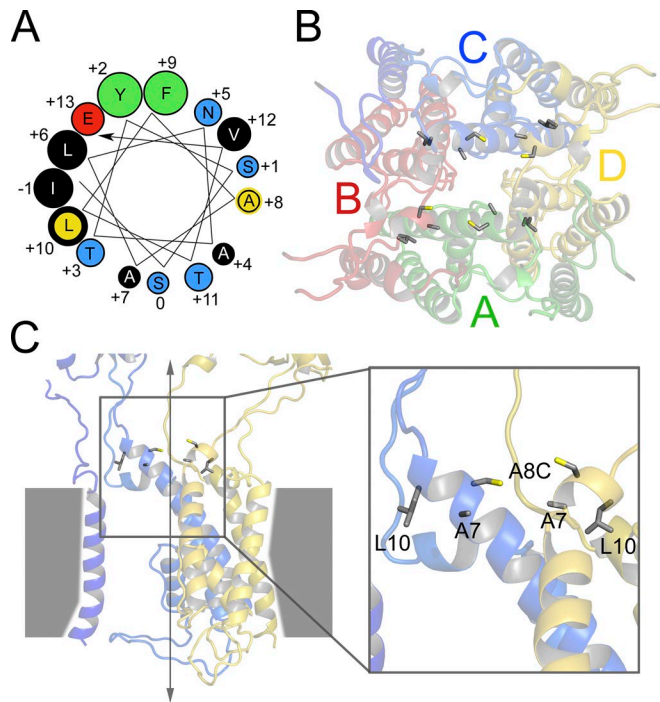 A
+9
+2
F
+5
Y
+13
N
+12
E
V
+6
L
S
+1
I
-1
A
+8
L
+10
T
A
+4
+3
A
S
T
+7
0
+11
B
C
D
B
A
C
A8C
A7
A7
L10
L10